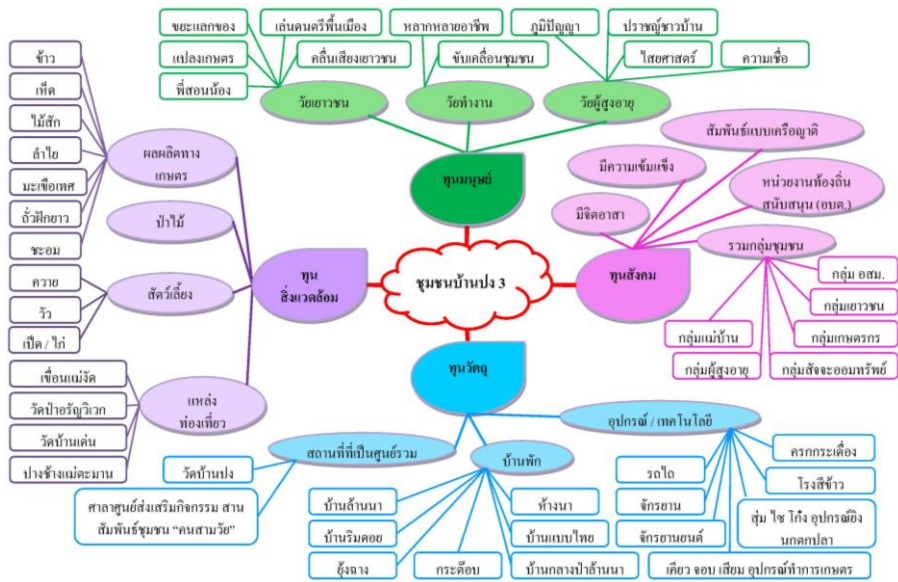 ขยะแลกของ
เล่นดนตรีพื้นเมือง
แปลงเกษตร
คลื่นเสียงเยาวชน
พี่สอนน้อง
วัยเยาวชน
หลากหลายอาชีพ
ขับเคลื่อนชุมชน
วัยทำงาน
ภูมิปัญญา
ปราชญ์ชาวบ้าน
ไสยศาสตร์
ความเชื่อ
วัยผู้สูงอายุ
ทุนมนุษย์
ข้าว
เห็ด
ไม้สัก
ลำไย
มะเขือเทศ
ถั่วฝักยาว
ชะอม
ผลผลิตทาง
เกษตร
ป่าไม้
ควาย
วัว
เป็ด / ไก่
สัตว์เลี้ยง
เขื่อนแม่งัด
วัดป่าอรัญวิเวก
วัดบ้านเด่น
ปางช้างแม่ตะมาน
แหล่ง
ท่องเที่ยว
ทุน
สิ่งแวดล้อม
ชุมชนบ้านปง 3
สัมพันธ์แบบเครือญาติ
มีความเข้มแข็ง
หน่วยงานท้องถิ่น
สนับสนุน (อบต.)
มีจิตอาสา
รวมกลุ่มชุมชน
ทุนสังคม
กลุ่ม อสม.
กลุ่มเยาวชน
กลุ่มแม่บ้าน
กลุ่มเกษตรกร
กลุ่มผู้สูงอายุ
กลุ่มสัจจะออมทรัพย์
ทุนวัตถุ
สถานที่ที่เป็นศูนย์รวม
วัดบ้านปง
ศาลาศูนย์ส่งเสริมกิจกรรม สาน
สัมพันธ์ชุมชน “คนสามวัย”
บ้านพัก
บ้านล้านนา
ห้างนา
บ้านริมดอย
บ้านแบบไทย
ยุ้งฉาง
กระต๊อบ
บ้านกลางป่าล้านนา
อุปกรณ์ / เทคโนโลยี
รถไถ
ครกกระเดื่อง
จักรยาน
โรงสีข้าว
จักรยานยนต์
สุ่ม ไซ โก๋ง อุปกรณ์ยิง
นกตกปลา
เคียว จอบ เสียม อุปกรณ์ทำการเกษตร